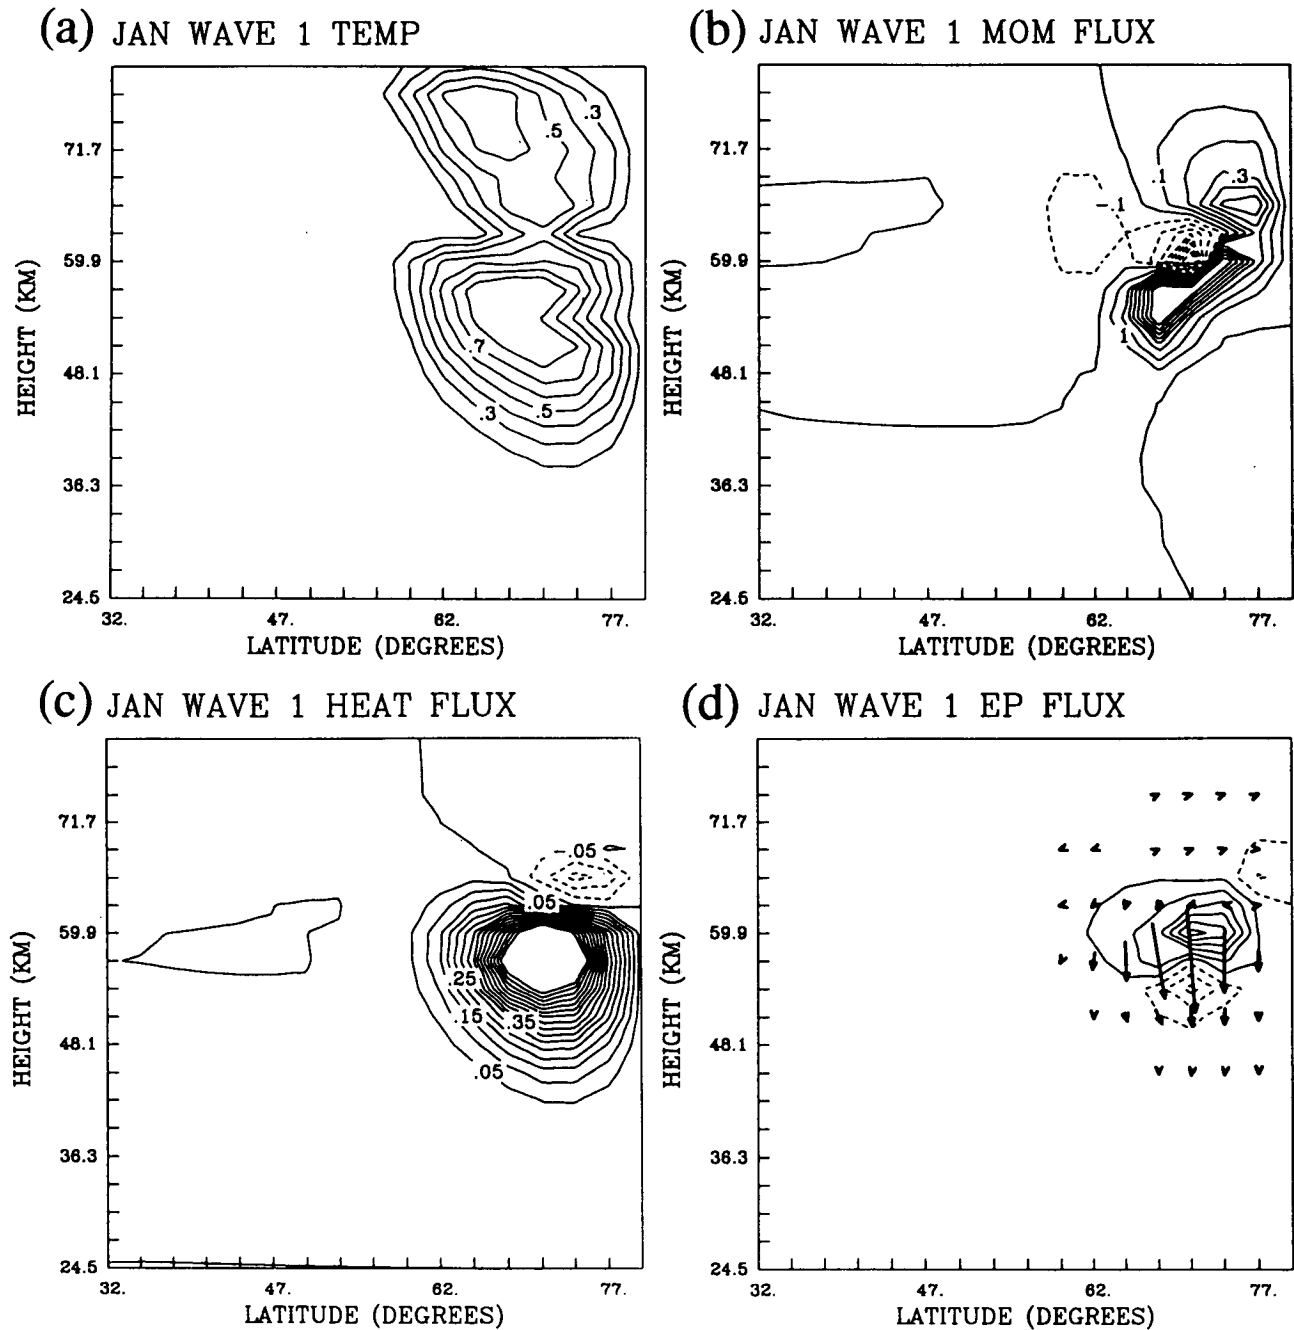 (a) JAN WAVE 1 TEMP
HEIGHT (KM)
71.7
59.9
48.1
36.3
24.5
.3
.5
.7
.3
.5
32. 47. 62. 77.
LATITUDE (DEGREES)
(b) JAN WAVE 1 MOM FLUX
HEIGHT (KM)
71.7
59.9
48.1
36.3
24.5
.1
.3
-.1
.1
32. 47. 62. 77.
LATITUDE (DEGREES)
(c) JAN WAVE 1 HEAT FLUX
HEIGHT (KM)
71.7
59.9
48.1
36.3
24.5
-.05
.05
.25
.15
.35
.05
32. 47. 62. 77.
LATITUDE (DEGREES)
(d) JAN WAVE 1 EP FLUX
HEIGHT (KM)
71.7
59.9
48.1
36.3
24.5
32. 47. 62. 77.
LATITUDE (DEGREES)